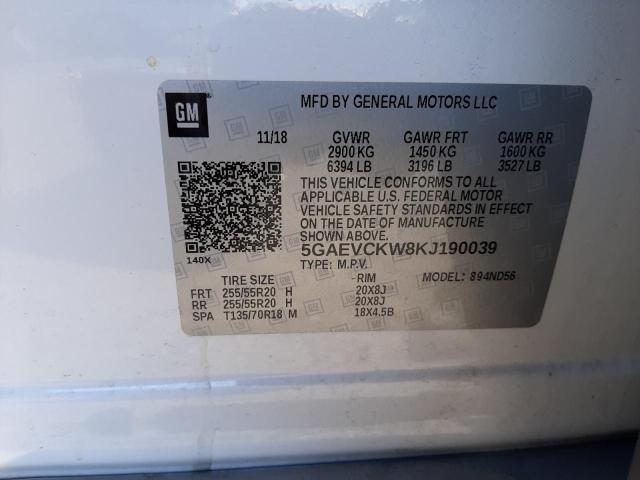 GM
MFD BY GENERAL MOTORS LLC
11/18 GVWR GAWR FRT GAWR RR
2900 KG 1450 KG 1600 KG
6394 LB 3196 LB 3527 LB
THIS VEHICLE CONFORMS TO ALL
APPLICABLE U.S. FEDERAL MOTOR
VEHICLE SAFETY STANDARDS IN EFFECT
ON THE DATE OF MANUFACTURE
SHOWN ABOVE.
140X
5GAEVCKW8KJ190039
TYPE: M.P.V. MODEL: 894ND56
TIRE SIZE RIM
FRT 255/55R20 H 20X8J
RR 255/55R20 H 20X8J
SPA T135/70R18 M 18X4.5B